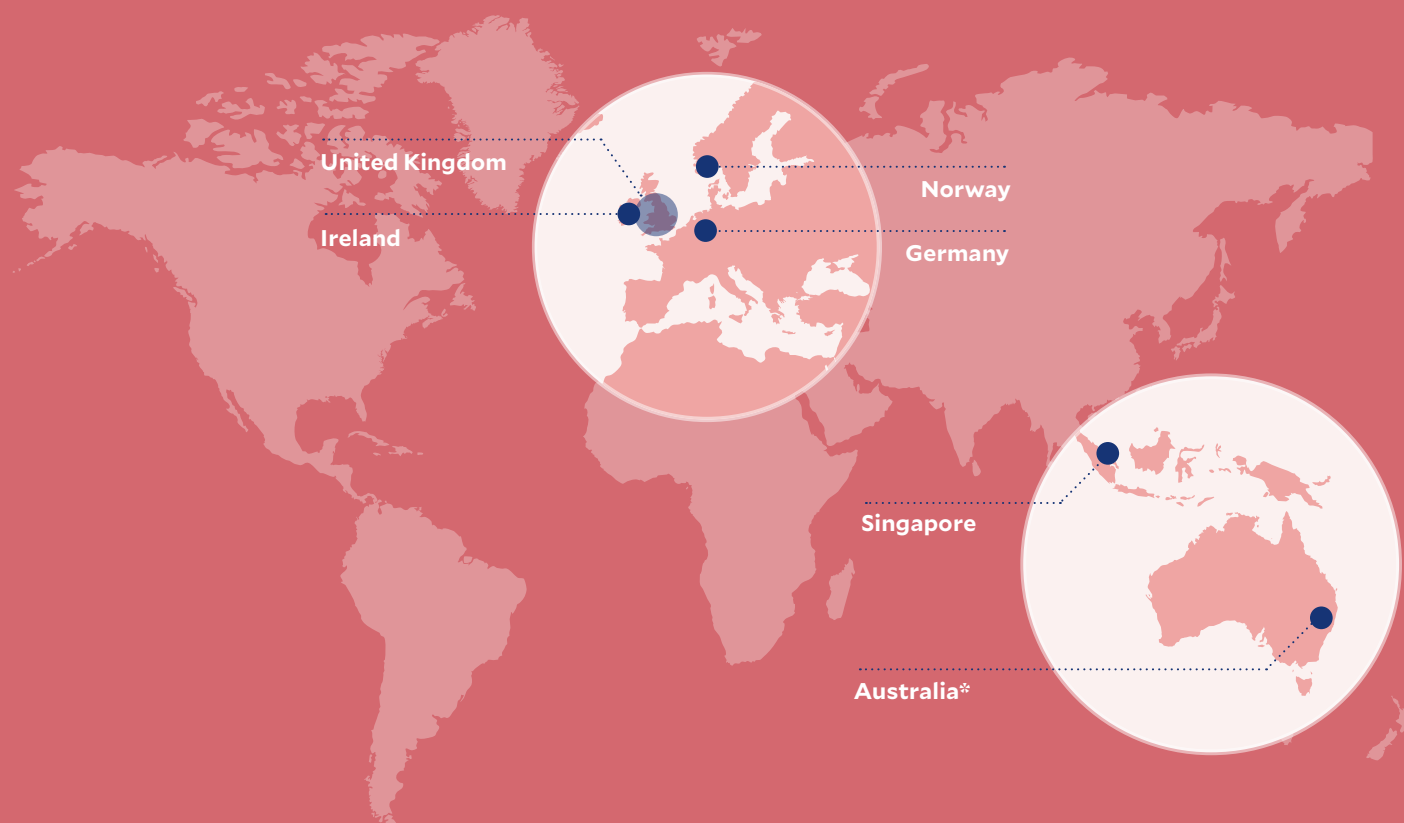 United Kingdom
Norway
Ireland
Germany
Singapore
Australia*